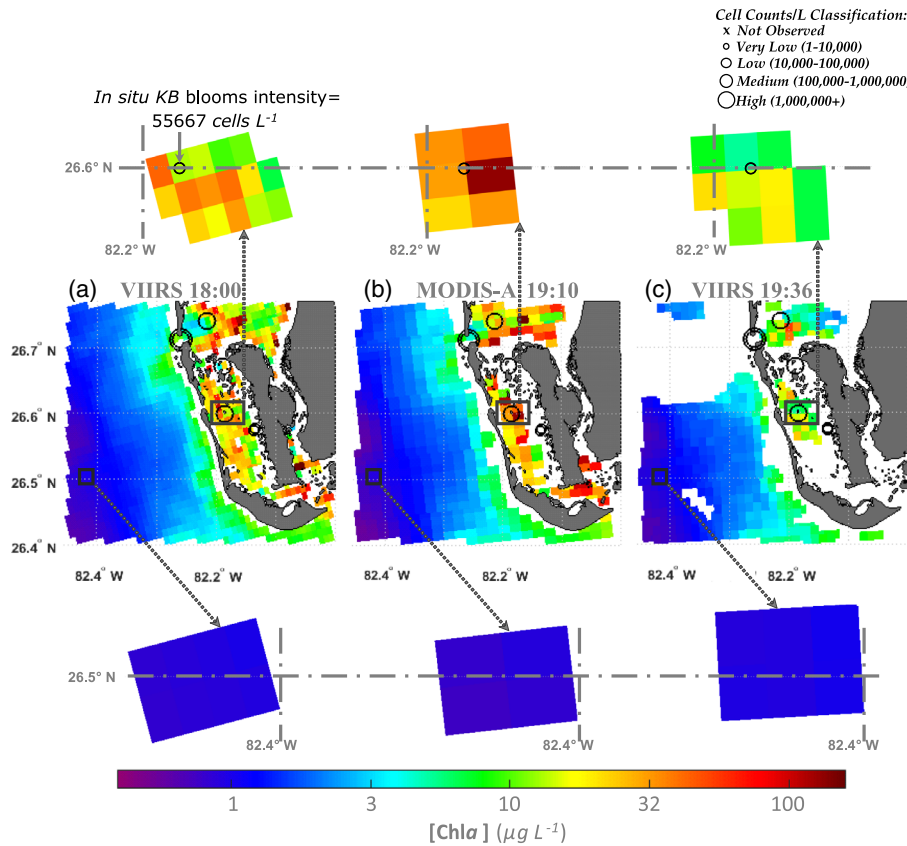 Cell Counts/L Classification:
x Not Observed
Very Low (1-10,000)
Low (10,000-100,000)
Medium (100,000-1,000,000)
High (1,000,000+)
In situ KB blooms intensity=
55667 cells L⁻¹
26.6° N
82.2° W 82.2° W 82.2° W
(a) VIIRS 18:00 (b) MODIS-A 19:10 (c) VIIRS 19:36
26.7° N
26.6° N
26.5° N
26.4° N
82.4° W 82.2° W 82.4° W 82.2° W 82.4° W 82.2° W
26.5° N
82.4°W 82.4°W 82.4°W
1 3 10 32 100
[Chla ] (μg L⁻¹)